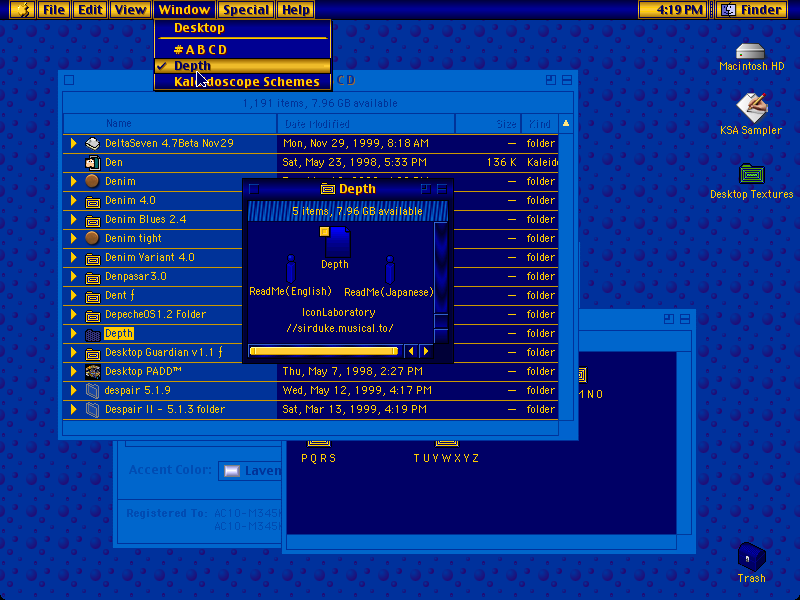 File Edit View Window Special Help 4:19 PM Finder
Desktop
# A B C D
Depth
Kaleidoscope Schemes
C D
1,191 items, 7.96 GB available
Name Date Modified Size Kind
DeltaSeven 4.7Beta Nov29 Mon, Nov 29, 1999, 8:18 AM — folder
Den Sat, May 23, 1998, 5:33 PM 136 K Kaleid
Denim — folder
Denim 4.0 — folder
Denim Blues 2.4 — folder
Denim tight — folder
Denim Variant 4.0 — folder
Denpasar3.0 — folder
Dent ƒ — folder
DepecheOS1.2 Folder — folder
Depth — folder
Desktop Guardian v1.1 ƒ — folder
Desktop PADD™ Thu, May 7, 1998, 2:27 PM — folder
despair 5.1.9 Wed, May 12, 1999, 4:17 PM — folder
Despair II - 5.1.3 folder Sat, Mar 13, 1999, 4:19 PM — folder
Depth
5 items, 7.96 GB available
Depth
ReadMe(English) ReadMe(Japanese)
IconLaboratory
//sirduke.musical.to/
MNO
PQRS TUVWXYZ
Accent Color: Laven
Registered To: ACT0-M345
ACT0-M345
Macintosh HD
KSA Sampler
Desktop Textures
Trash